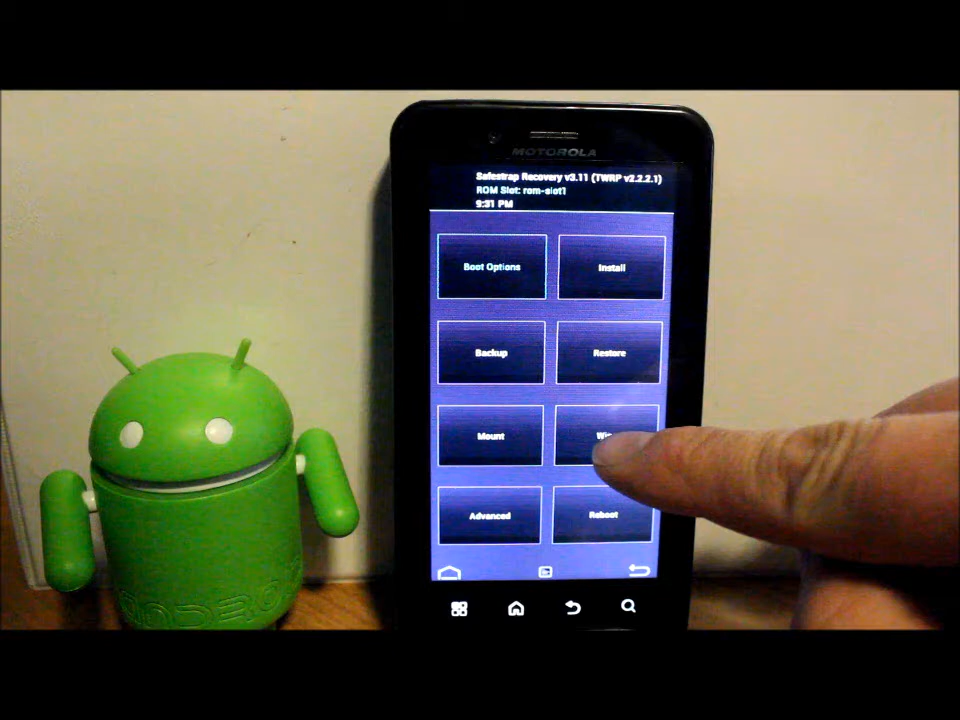 MOTOROLA
Safestrap Recovery v3.11 (TWRP v2.2.2.1)
ROM Slot: rom-slot1
9:31 PM
Boot Options
Install
Backup
Restore
Mount
Advanced
Reboot